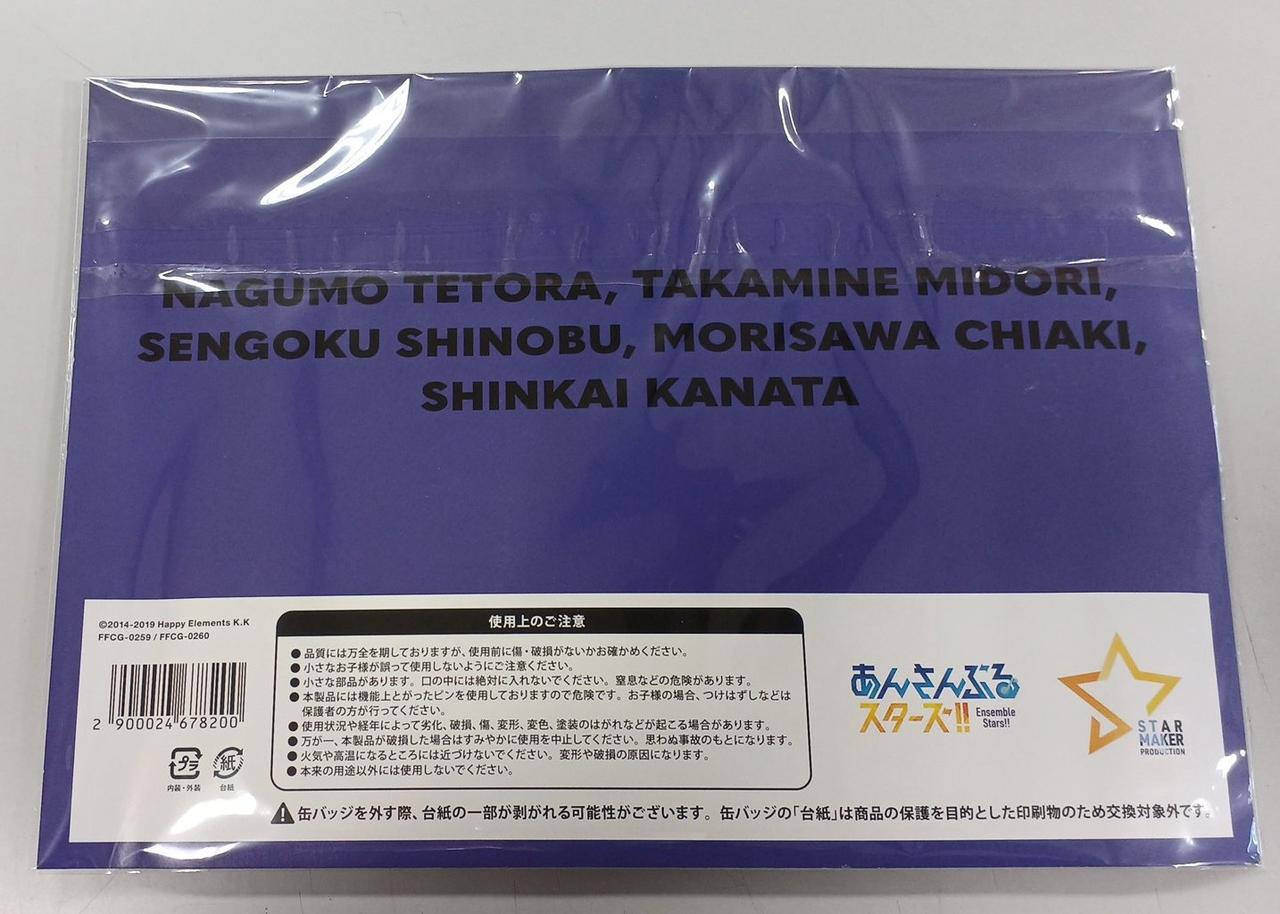 NAGUMO TETORA, TAKAMINE MIDORI,
SENGOKU SHINOBU, MORISAWA CHIAKI,
SHINKAI KANATA
©2014-2019 Happy Elements K.K
FFCG-0259 / FFCG-0260
2 900024 678200
プラ
内装・外装
紙
台紙
使用上のご注意
●品質には万全を期しておりますが、使用前に傷・破損がないかお確かめください。
●小さなお子様が誤って使用しないようにご注意ください。
●小さな部品があります。口の中には絶対に入れないでください。窒息などの危険があります。
●本製品には機能上とがったピンを使用しておりますので危険です。お子様の場合、つけはずしなどは
保護者の方が行ってください。
●使用状況や経年によって劣化、破損、傷、変形、変色、塗装のはがれなどが起こる場合があります。
●万が一、本製品が破損した場合はすみやかに使用を中止してください。思わぬ事故のもとになります。
●火気や高温になるところには近づけないでください。変形や破損の原因になります。
●本来の用途以外には使用しないでください。
あんさんぶる
スターズ!!
Ensemble
Stars!!
STAR
MAKER
PRODUCTION
缶バッジを外す際、台紙の一部が剥がれる可能性がございます。缶バッジの「台紙」は商品の保護を目的とした印刷物のため交換対象外です。